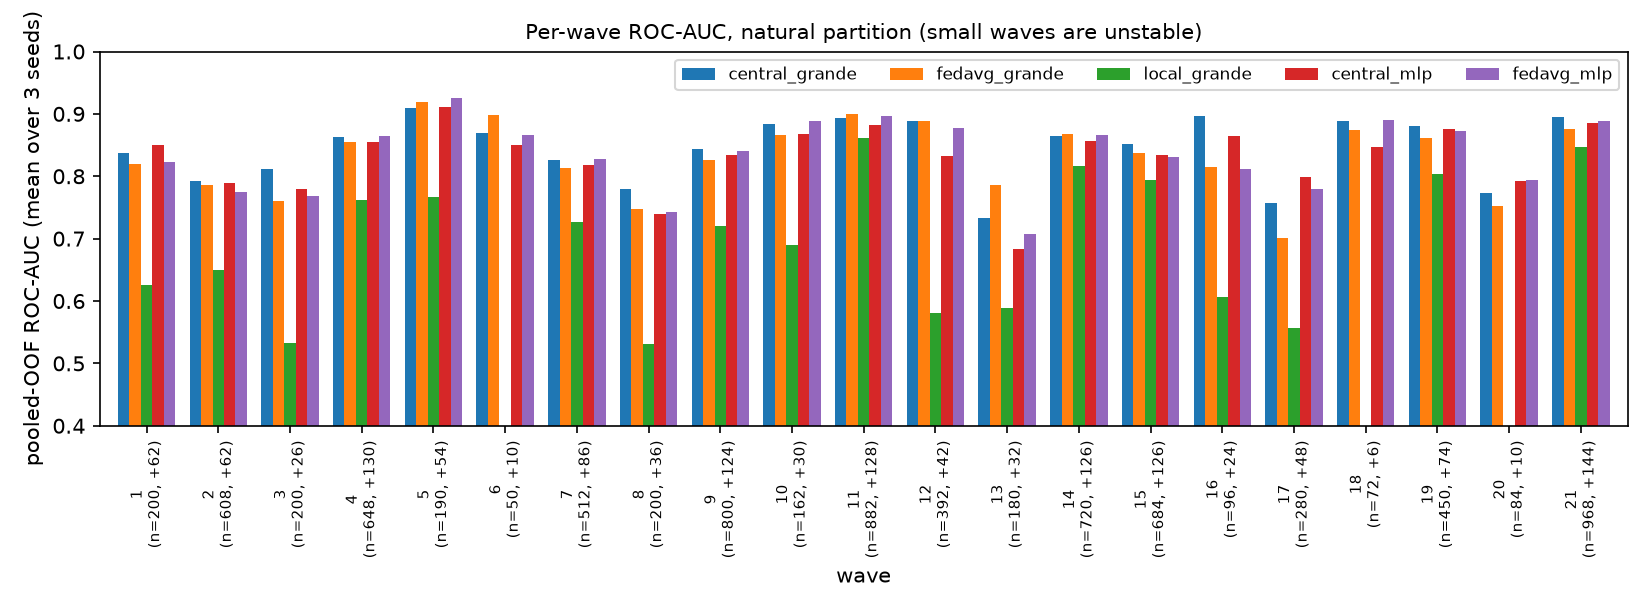 Per-wave ROC-AUC, natural partition (small waves are unstable)
pooled-OOF ROC-AUC (mean over 3 seeds)
1.0
0.9
0.8
0.7
0.6
0.5
0.4
central_grande
fedavg_grande
local_grande
central_mlp
fedavg_mlp
1
(n=200, +62)
2
(n=608, +62)
3
(n=200, +26)
4
(n=648, +130)
5
(n=190, +54)
6
(n=50, +10)
7
(n=512, +86)
8
(n=200, +36)
9
(n=800, +124)
10
(n=162, +30)
11
(n=882, +128)
12
(n=392, +42)
13
(n=180, +32)
14
(n=720, +126)
15
(n=684, +126)
16
(n=96, +24)
17
(n=280, +48)
18
(n=72, +6)
19
(n=450, +74)
20
(n=84, +10)
21
(n=968, +144)
wave